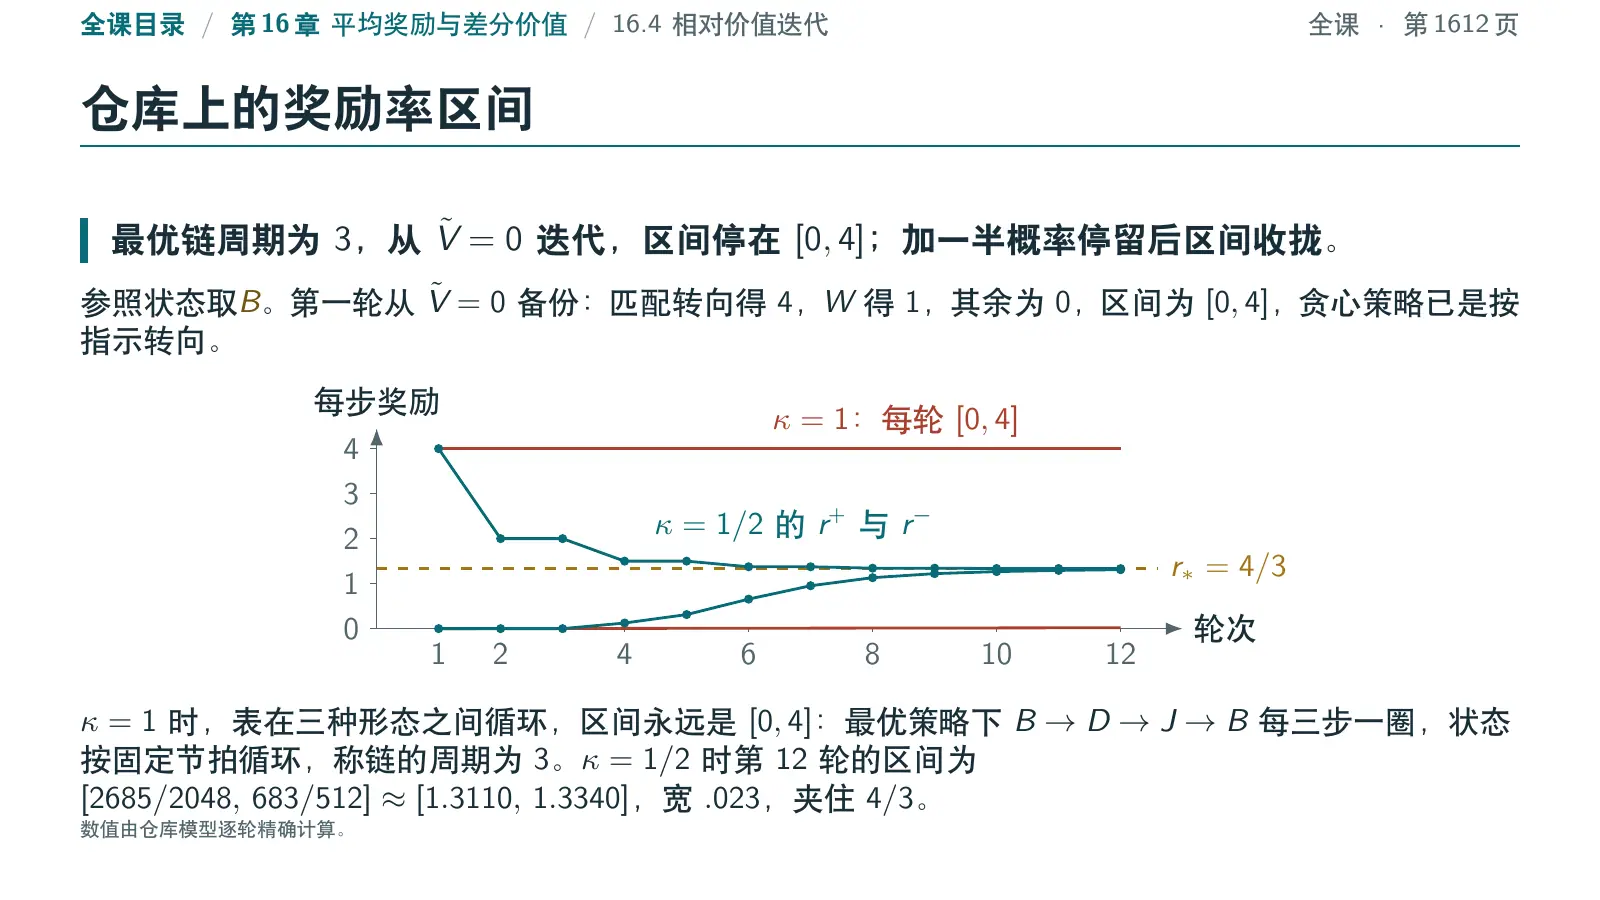 全课目录 / 第16章 平均奖励与差分价值 / 16.4 相对价值迭代
全课 · 第1612页
仓库上的奖励率区间
最优链周期为 3，从 Ṽ = 0 迭代，区间停在 [0, 4]；加一半概率停留后区间收拢。
参照状态取B。第一轮从 Ṽ = 0 备份：匹配转向得 4，W 得 1，其余为 0，区间为 [0, 4]，贪心策略已是按
指示转向。
每步奖励
κ = 1：每轮 [0, 4]
4
3
κ = 1/2 的 r⁺ 与 r⁻
2
r∗ = 4/3
1
0
轮次
1 2 4 6 8 10 12
κ = 1 时，表在三种形态之间循环，区间永远是 [0, 4]：最优策略下 B → D → J → B 每三步一圈，状态
按固定节拍循环，称链的周期为 3。κ = 1/2 时第 12 轮的区间为
[2685/2048, 683/512] ≈ [1.3110, 1.3340]，宽 .023，夹住 4/3。
数值由仓库模型逐轮精确计算。